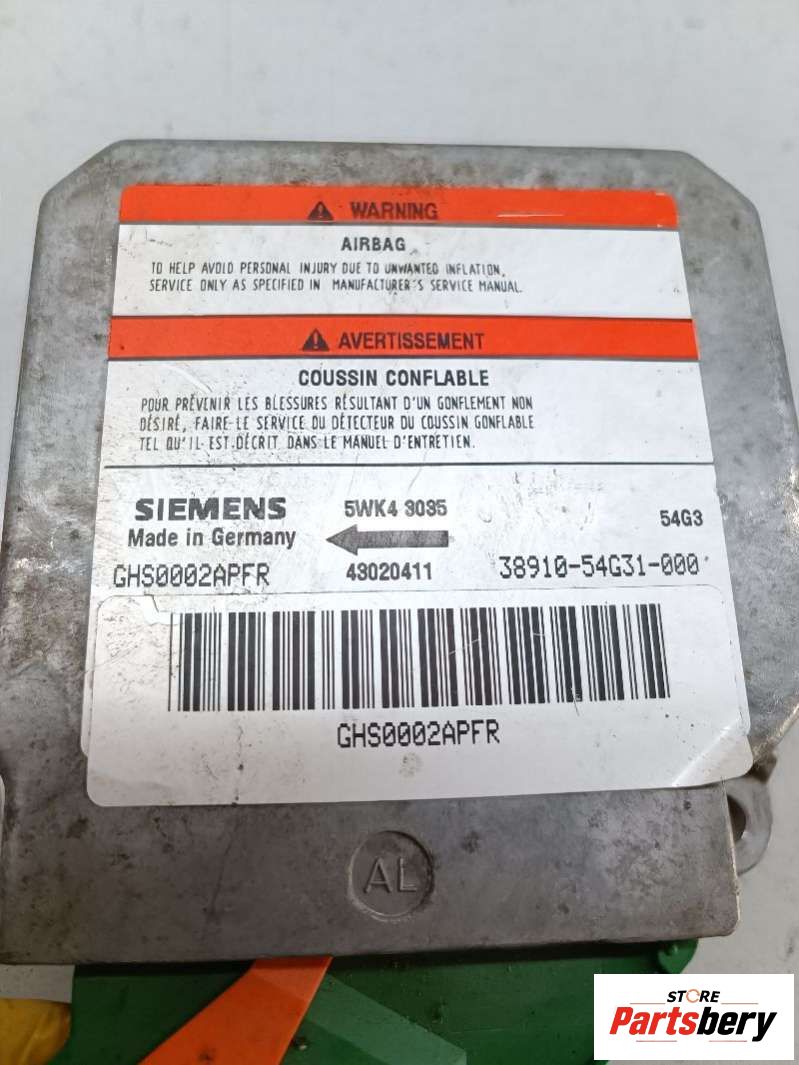 WARNING
AIRBAG
TO HELP AVOID PERSONAL INJURY DUE TO UNWANTED INFLATION,
SERVICE ONLY AS SPECIFIED IN MANUFACTURER'S SERVICE MANUAL.
AVERTISSEMENT
COUSSIN CONFLABLE
POUR PRÉVENIR LES BLESSURES RÉSULTANT D'UN GONFLEMENT NON
DÉSIRÉ, FAIRE LE SERVICE DU DÉTECTEUR DU COUSSIN GONFLABLE
TEL QU'IL EST DÉCRIT DANS LE MANUEL D'ENTRETIEN.
SIEMENS 5WK4 3035 54G3
Made in Germany
GHS0002APFR 43020411 38910-54G31-000
GHS0002APFR
AL
STORE
Partsbery